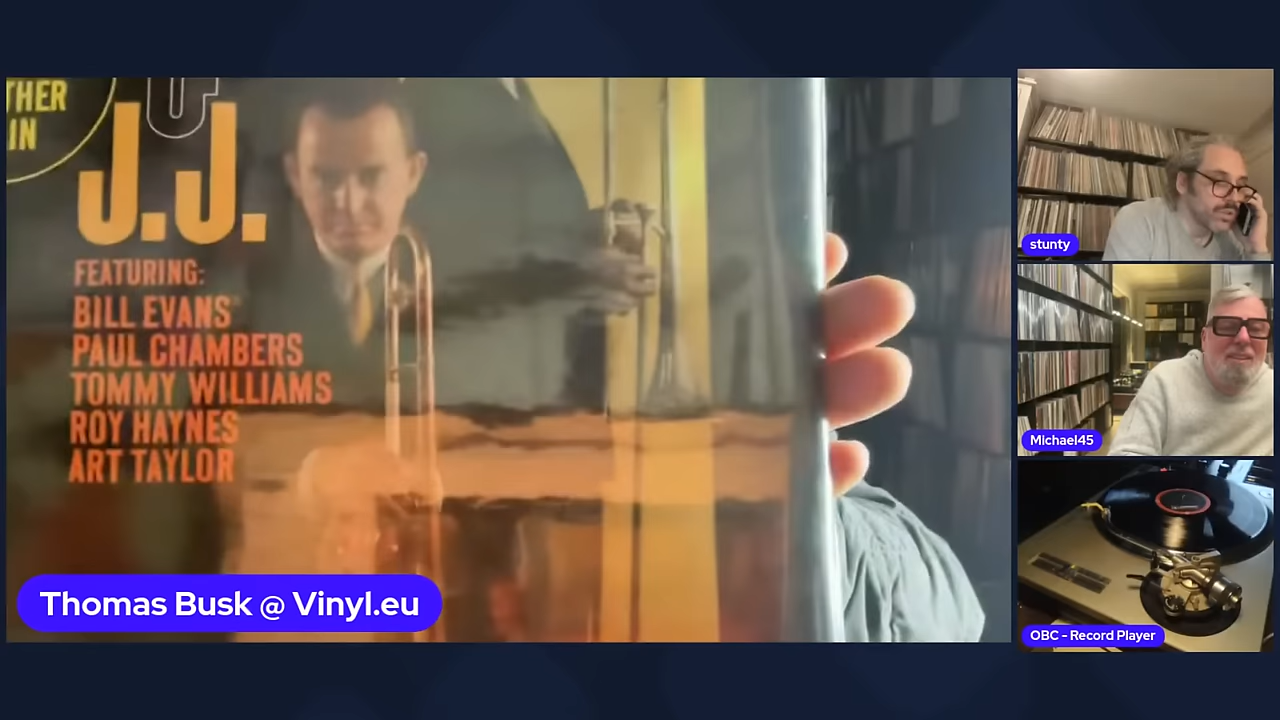 THER
IN
&
J.J.
FEATURING:
BILL EVANS
PAUL CHAMBERS
TOMMY WILLIAMS
ROY HAYNES
ART TAYLOR
Thomas Busk @ Vinyl.eu
stunty
Michael45
OBC - Record Player